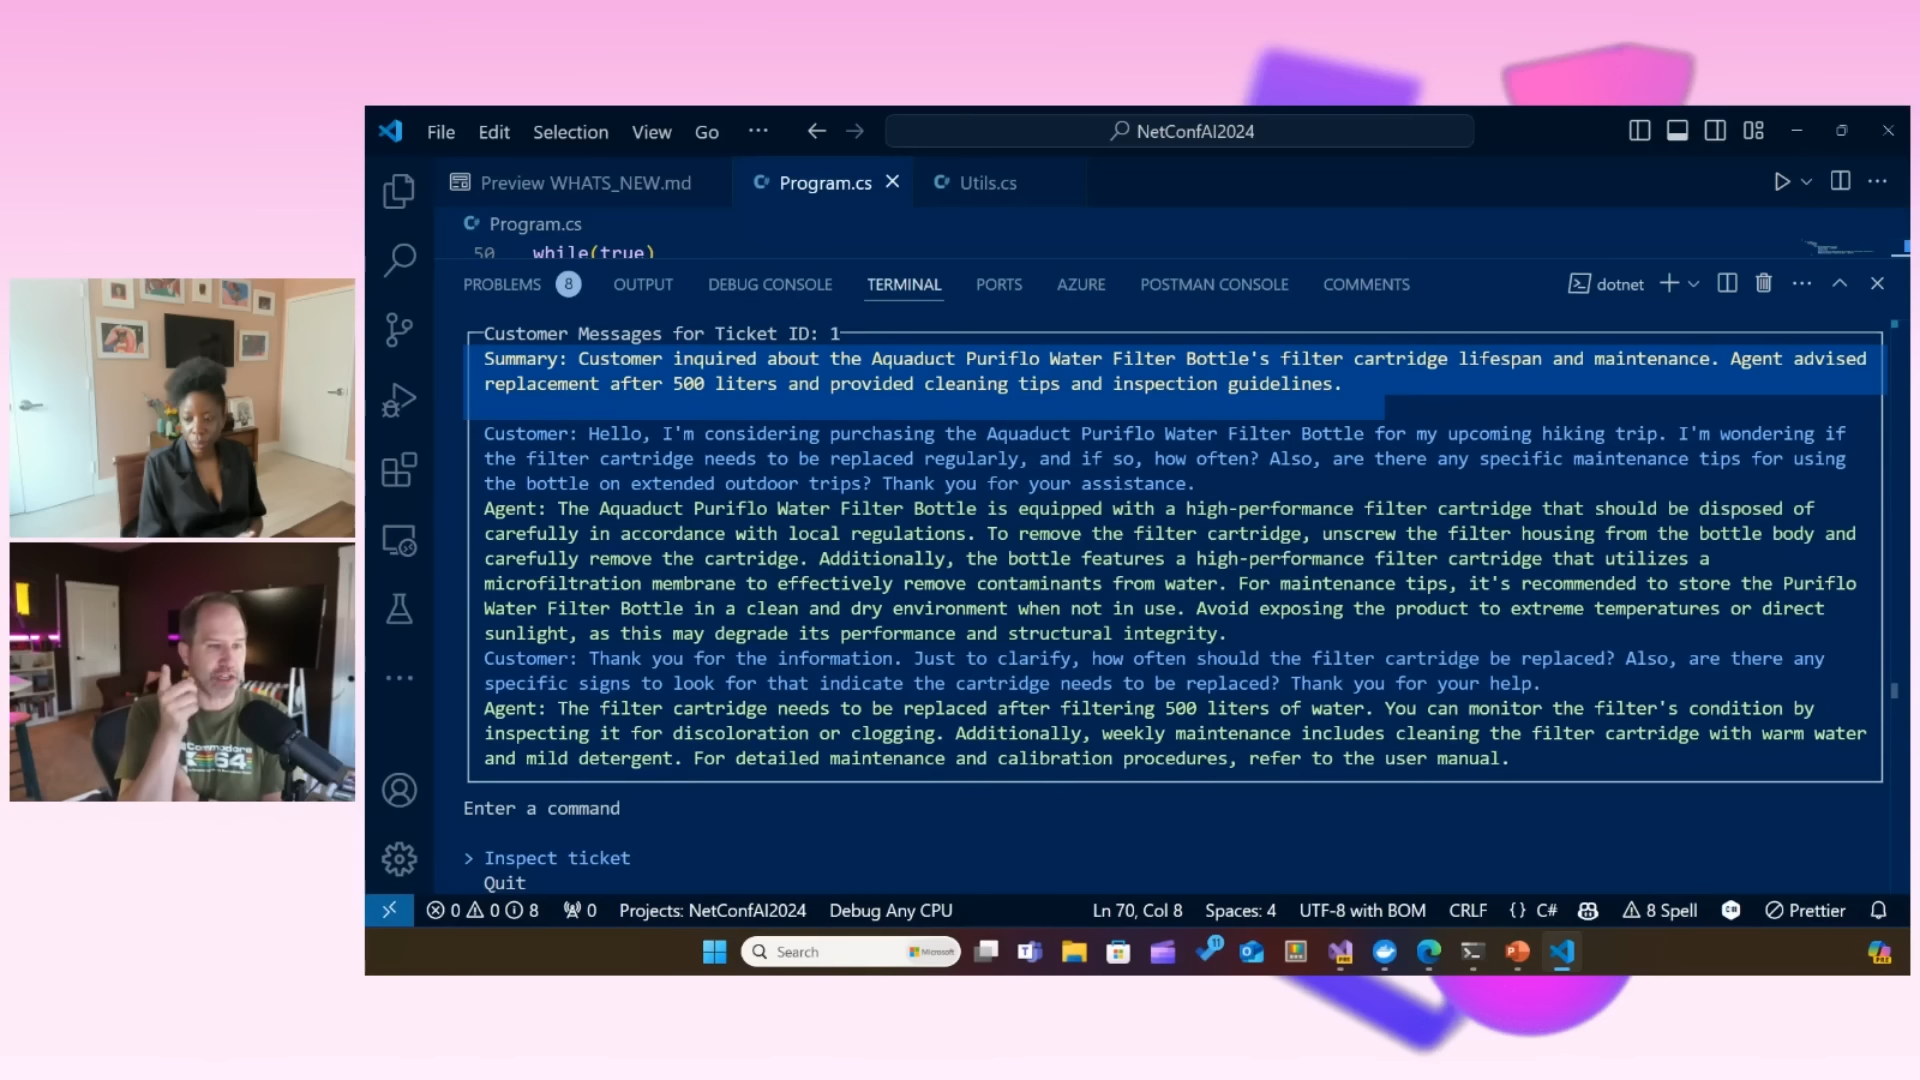 File Edit Selection View Go ··· NetConfAI2024
Preview WHATS_NEW.md Program.cs Utils.cs
Program.cs
50 while(true)
PROBLEMS 8 OUTPUT DEBUG CONSOLE TERMINAL PORTS AZURE POSTMAN CONSOLE COMMENTS dotnet
Customer Messages for Ticket ID: 1
Summary: Customer inquired about the Aquaduct Puriflo Water Filter Bottle's filter cartridge lifespan and maintenance. Agent advised
replacement after 500 liters and provided cleaning tips and inspection guidelines.
Customer: Hello, I'm considering purchasing the Aquaduct Puriflo Water Filter Bottle for my upcoming hiking trip. I'm wondering if
the filter cartridge needs to be replaced regularly, and if so, how often? Also, are there any specific maintenance tips for using
the bottle on extended outdoor trips? Thank you for your assistance.
Agent: The Aquaduct Puriflo Water Filter Bottle is equipped with a high-performance filter cartridge that should be disposed of
carefully in accordance with local regulations. To remove the filter cartridge, unscrew the filter housing from the bottle body and
carefully remove the cartridge. Additionally, the bottle features a high-performance filter cartridge that utilizes a
microfiltration membrane to effectively remove contaminants from water. For maintenance tips, it's recommended to store the Puriflo
Water Filter Bottle in a clean and dry environment when not in use. Avoid exposing the product to extreme temperatures or direct
sunlight, as this may degrade its performance and structural integrity.
Customer: Thank you for the information. Just to clarify, how often should the filter cartridge be replaced? Also, are there any
specific signs to look for that indicate the cartridge needs to be replaced? Thank you for your help.
Agent: The filter cartridge needs to be replaced after filtering 500 liters of water. You can monitor the filter's condition by
inspecting it for discoloration or clogging. Additionally, weekly maintenance includes cleaning the filter cartridge with warm water
and mild detergent. For detailed maintenance and calibration procedures, refer to the user manual.
Enter a command
> Inspect ticket
Quit
0 0 8 0 Projects: NetConfAI2024 Debug Any CPU Ln 70, Col 8 Spaces: 4 UTF-8 with BOM CRLF {} C# 8 Spell Prettier
Search Microsoft 11
Commodore
64